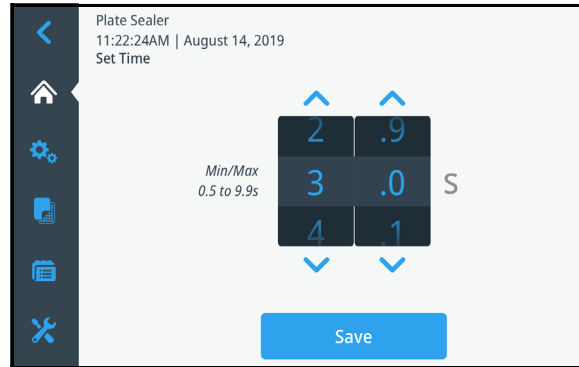 Plate Sealer
11:22:24AM | August 14, 2019
Set Time
2 .9
Min/Max
0.5 to 9.9s
3 .0 S
4 .1
Save